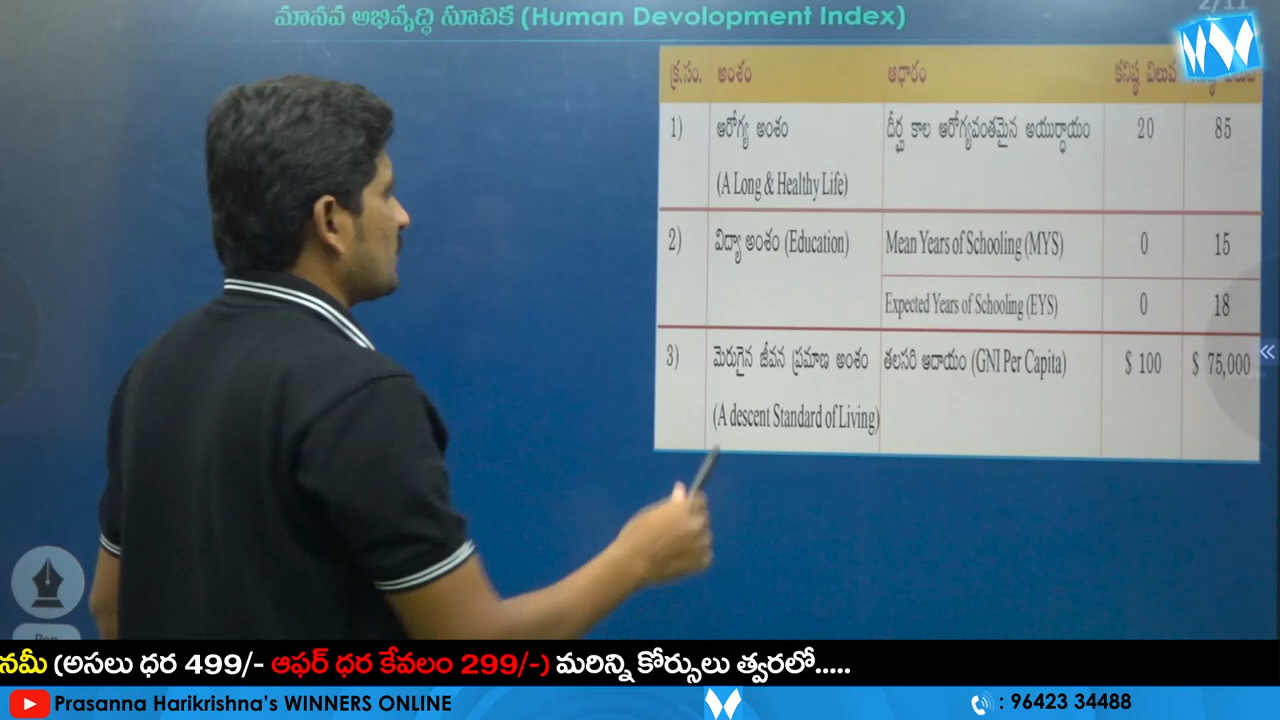 మానవ అభివృద్ధి సూచిక (Human Devolopment Index)
క్ర.సం. అంశం ఆధారం కనిష్ఠ విలువ
1) ఆరోగ్య అంశం దీర్ఘ కాల ఆరోగ్యవంతమైన అయుర్ధాయం 20 85
(A Long & Healthy Life)
2) విద్యా అంశం (Education) Mean Years of Schooling (MYS) 0 15
Expected Years of Schooling (EYS) 0 18
3) మెరుగైన జీవన ప్రమాణ అంశం తలసరి ఆదాయం (GNI Per Capita) $ 100 $ 75,000
(A descent Standard of Living)
నమీ (అసలు ధర 499/- ఆఫర్ ధర కేవలం 299/-) మరిన్ని కోర్సులు త్వరలో.....
Prasanna Harikrishna's WINNERS ONLINE : 96423 34488